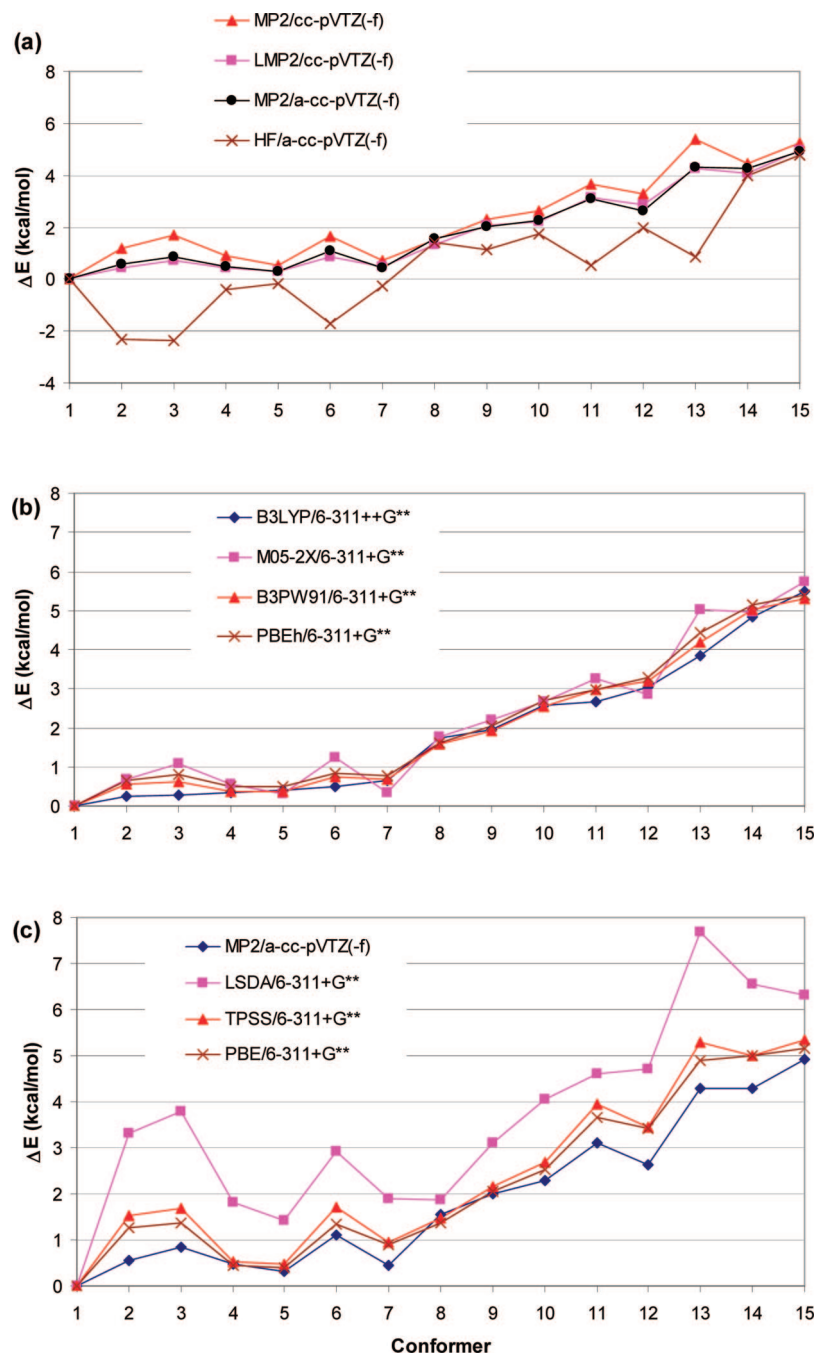 (a)
MP2/cc-pVTZ(-f)
LMP2/cc-pVTZ(-f)
MP2/a-cc-pVTZ(-f)
HF/a-cc-pVTZ(-f)
ΔE (kcal/mol)
8
6
4
2
0
-2
-4
1 2 3 4 5 6 7 8 9 10 11 12 13 14 15
(b)
B3LYP/6-311++G**
M05-2X/6-311+G**
B3PW91/6-311+G**
PBEh/6-311+G**
ΔE (kcal/mol)
8
7
6
5
4
3
2
1
0
1 2 3 4 5 6 7 8 9 10 11 12 13 14 15
(c)
MP2/a-cc-pVTZ(-f)
LSDA/6-311+G**
TPSS/6-311+G**
PBE/6-311+G**
ΔE (kcal/mol)
8
7
6
5
4
3
2
1
0
1 2 3 4 5 6 7 8 9 10 11 12 13 14 15
Conformer